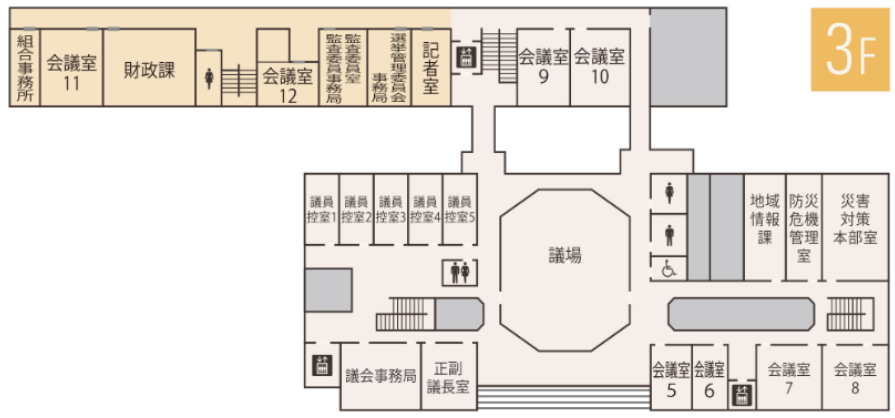 3F
組合事務所
会議室
11
財政課
会議室
12
監査委員室
監査委員事務局
選挙管理委員会
事務局
記者室
会議室
9
会議室
10
議員
控室1
議員
控室2
議員
控室3
議員
控室4
議員
控室5
議場
地域
情報
課
防災
危機
管理
室
災害
対策
本部室
議会事務局
正副
議長室
会議室
5
会議室
6
会議室
7
会議室
8